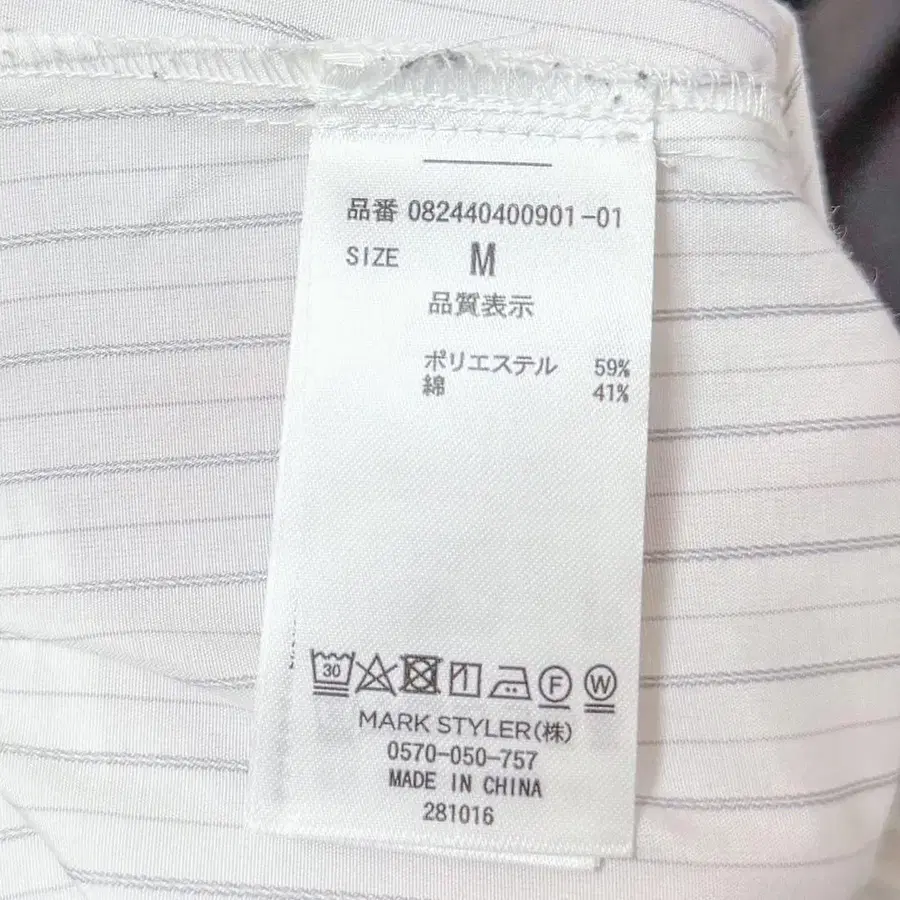 品番 082440400901-01
SIZE M
品質表示
ポリエステル 59%
綿 41%
30 F W
MARK STYLER(株)
0570-050-757
MADE IN CHINA
281016